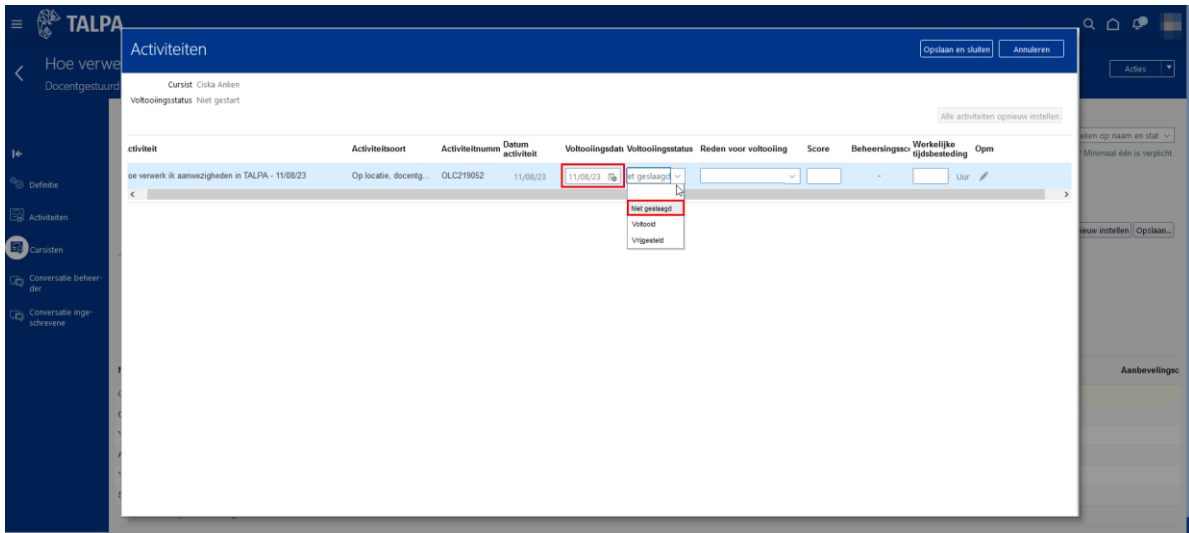 TALPA
Activiteiten
Opslaan en sluiten
Annuleren
Hoe verwe
Docentgestuurd
Acties
Cursist Ciska Anken
Voltooiingsstatus Niet gestart
Alle activiteiten opnieuw instellen
eken op naam en stat
* Minimaal één is verplicht.
ctiviteit
Activiteitsoort
Activiteitnumm
Datum activiteit
Voltooiingsdatu
Voltooiingsstatus
Reden voor voltooiing
Score
Beheersingssco
Werkelijke tijdsbesteding
Opm
oe verwerk ik aanwezigheden in TALPA - 11/08/23
Op locatie, docentg...
OLC219052
11/08/23
11/08/23
et geslaagd
-
Uur
Niet geslaagd
Voltooid
Vrijgesteld
Definitie
Activiteiten
Cursisten
Conversatie beheer-
der
Conversatie inge-
schrevene
ieuw instellen
Opslaan...
Aanbevelingsc